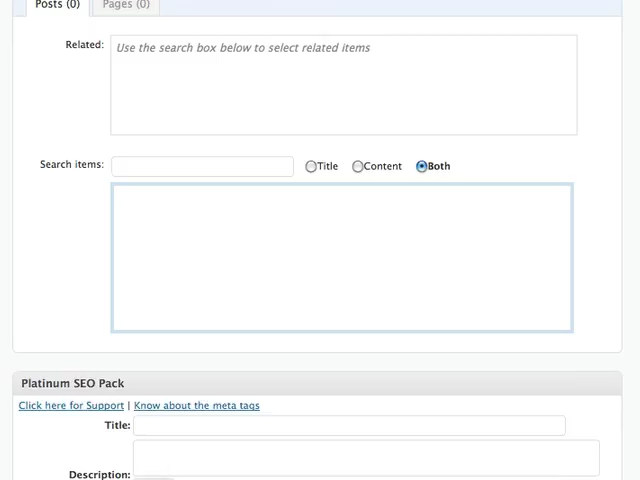 Posts (0) Pages (0)
Related: Use the search box below to select related items
Search items: Title Content Both
Platinum SEO Pack
Click here for Support | Know about the meta tags
Title:
Description: